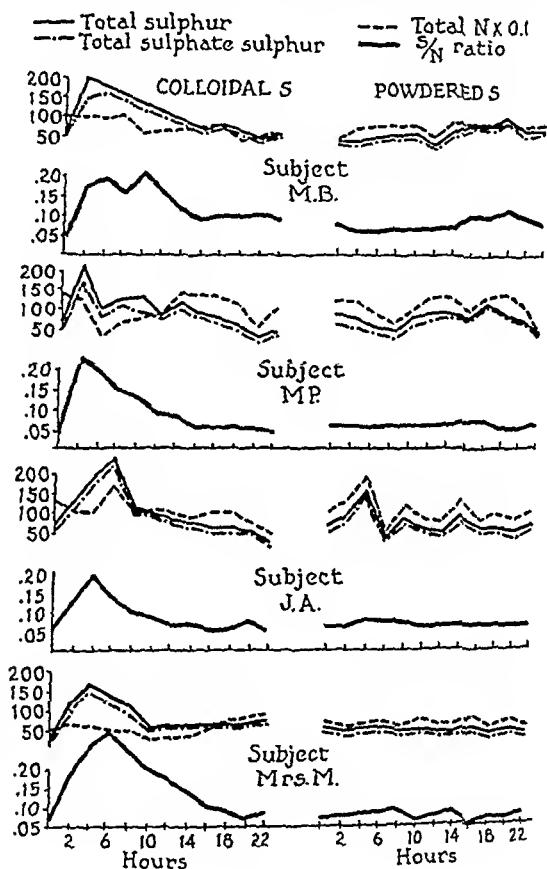 Total sulphur
Total sulphate sulphur
Total N x 0.1
S/N ratio
COLLOIDAL S
POWDERED S
200
150
100
50
Subject
M.B.
.20
.15
.10
.05
200
150
100
50
Subject
M.P.
.20
.15
.10
.05
200
150
100
50
Subject
J.A.
.20
.15
.10
.05
200
150
100
50
Subject
Mrs. M.
.20
.15
.10
.05
2 6 10 14 18 22
2 6 10 14 18 22
Hours
Hours